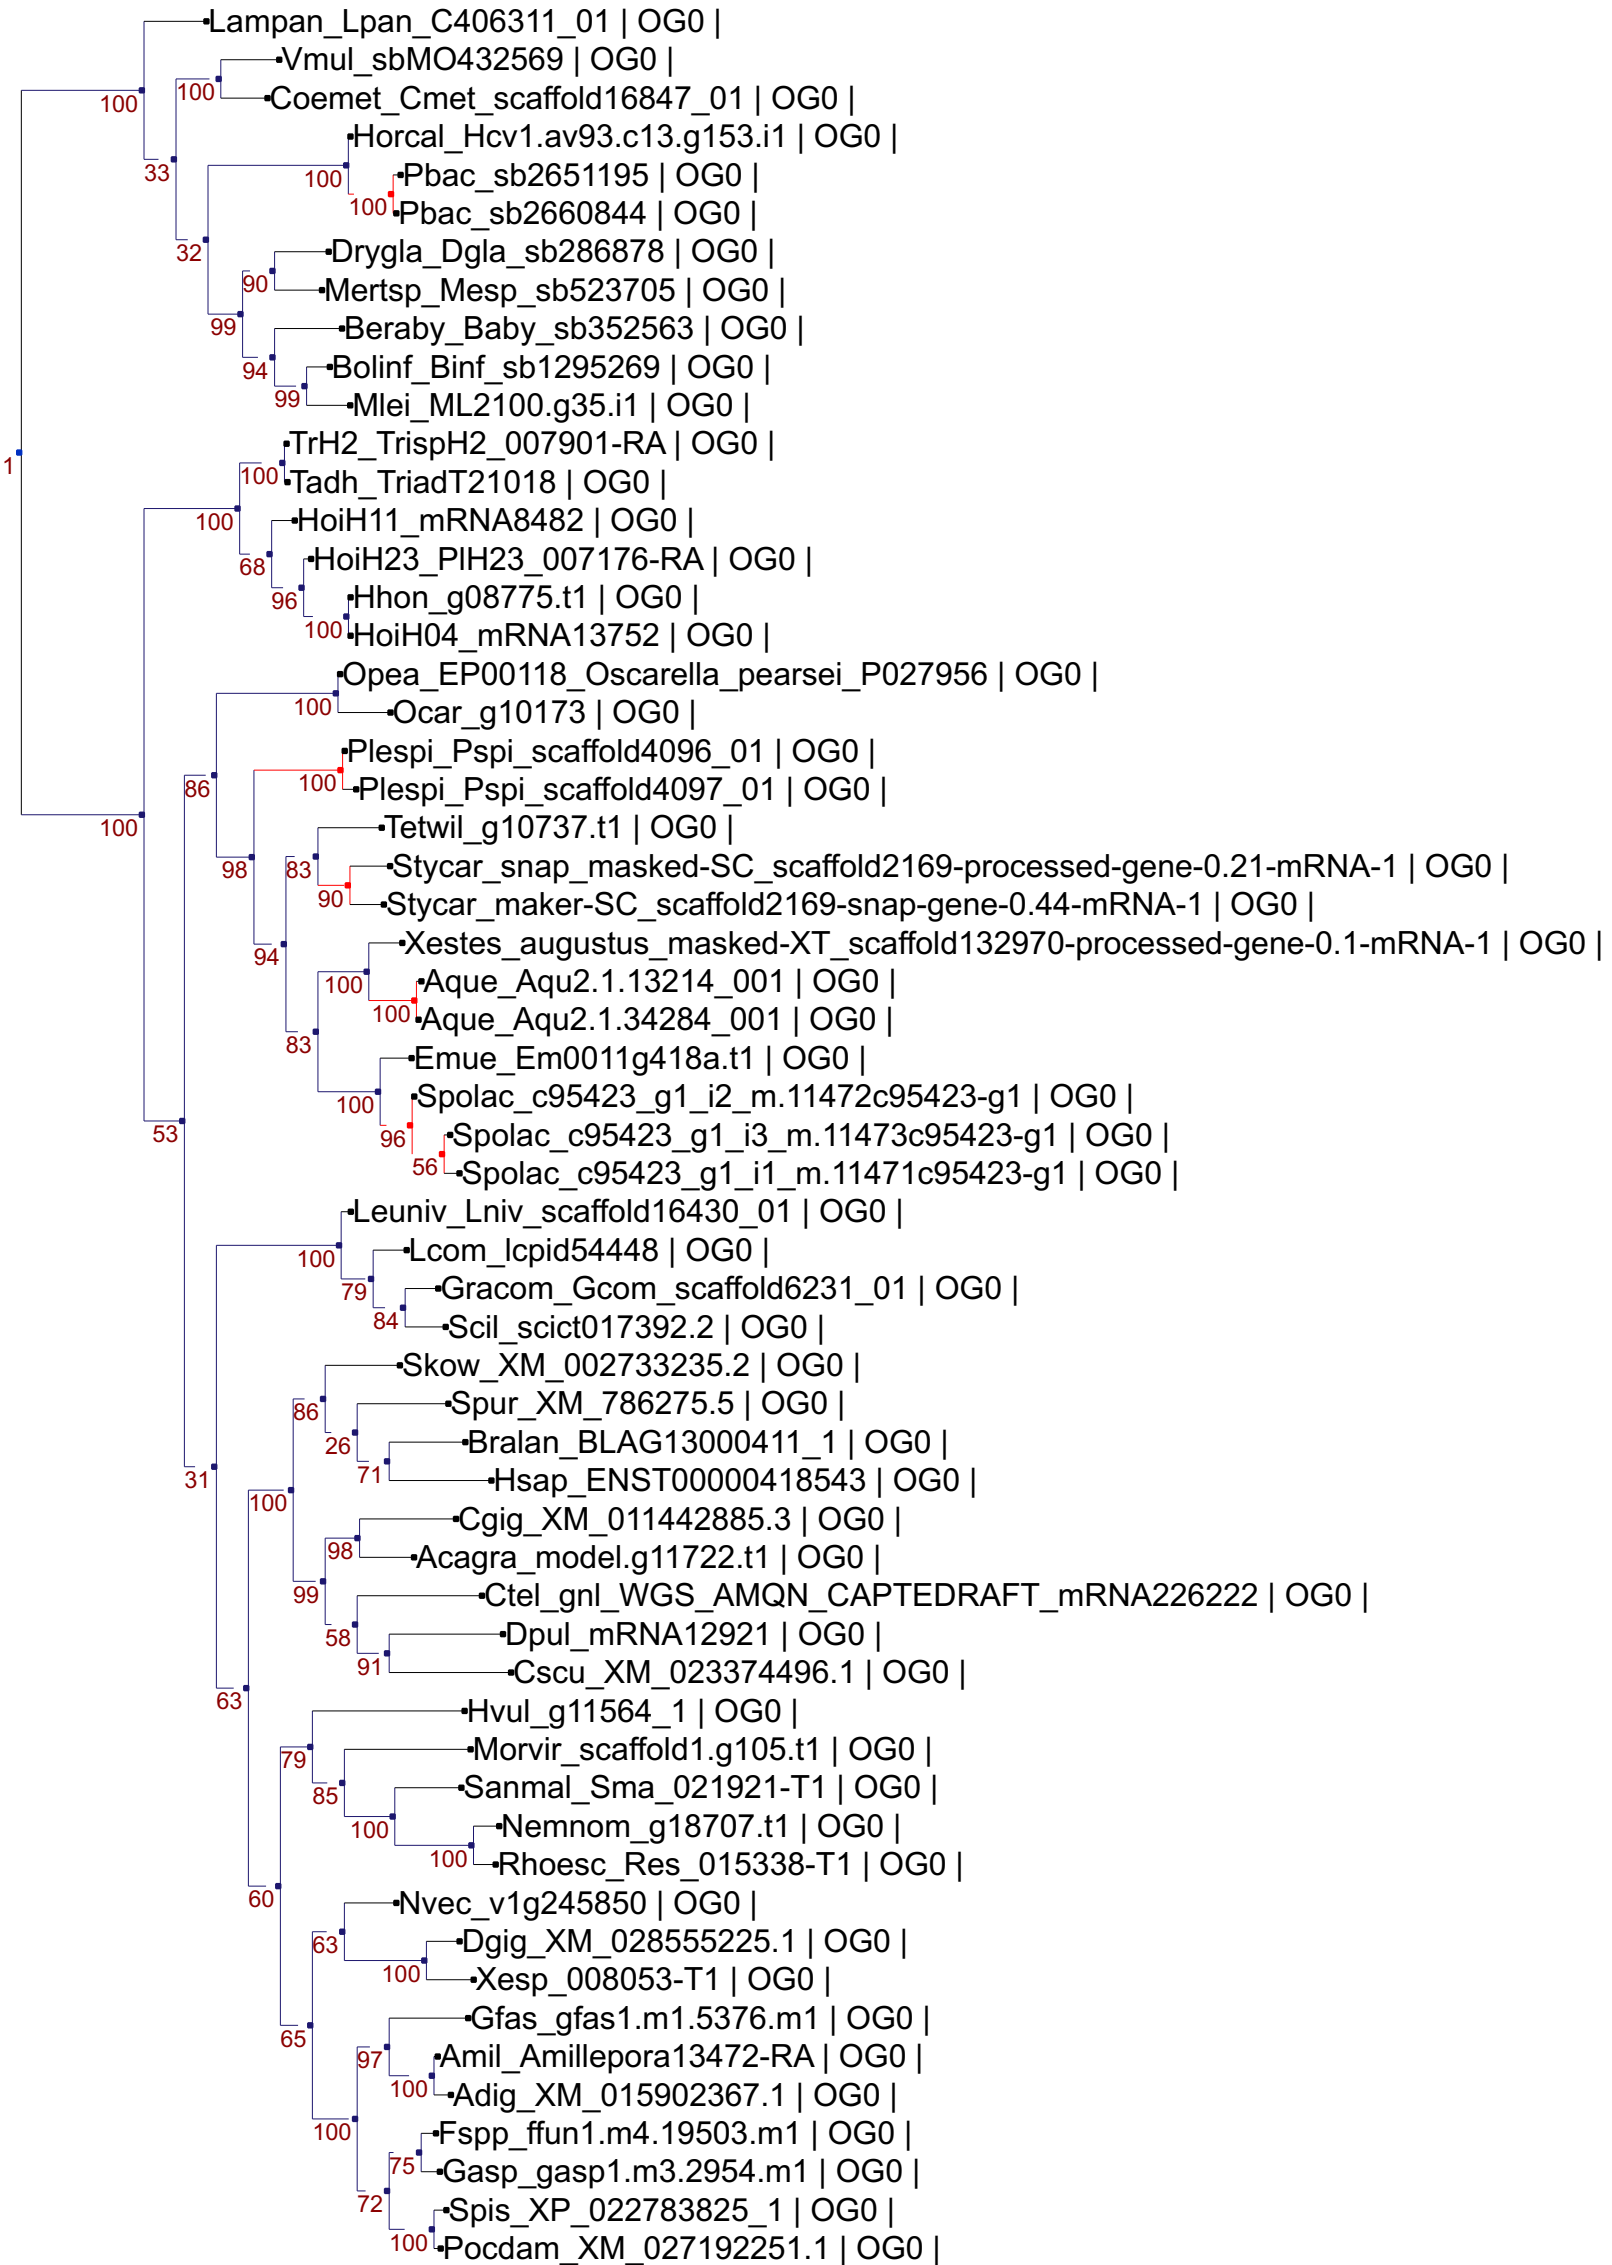 Lampan_Lpan_C406311_01 | OG0 |
Vmul_sbMO432569 | OG0 |
100
100
Coemet_Cmet_scaffold16847_01 | OG0 |
Horcal_Hcv1.av93.c13.g153.i1 | OG0 |
33
100
Pbac_sb2651195 | OG0 |
100
Pbac_sb2660844 | OG0 |
32
Drygla_Dgla_sb286878 | OG0 |
90
Mertsp_Mesp_sb523705 | OG0 |
99
Beraby_Baby_sb352563 | OG0 |
94
Bolinf_Binf_sb1295269 | OG0 |
99
Mlei_ML2100.g35.i1 | OG0 |
TrH2_TrispH2_007901-RA | OG0 |
1
100
Tadh_TriadT21018 | OG0 |
100
HoiH11_mRNA8482 | OG0 |
68
HoiH23_PlH23_007176-RA | OG0 |
96
Hhon_g08775.t1 | OG0 |
100
HoiH04_mRNA13752 | OG0 |
Opea_EP00118_Oscarella_pearsei_P027956 | OG0 |
100
Ocar_g10173 | OG0 |
Plespi_Pspi_scaffold4096_01 | OG0 |
86
100
Plespi_Pspi_scaffold4097_01 | OG0 |
100
Tetwil_g10737.t1 | OG0 |
98
83
Stycar_snap_masked-SC_scaffold2169-processed-gene-0.21-mRNA-1 | OG0 |
90
Stycar_maker-SC_scaffold2169-snap-gene-0.44-mRNA-1 | OG0 |
94
Xestes_augustus_masked-XT_scaffold132970-processed-gene-0.1-mRNA-1 | OG0 |
100
Aque_Aqu2.1.13214_001 | OG0 |
100
Aque_Aqu2.1.34284_001 | OG0 |
83
Emue_Em0011g418a.t1 | OG0 |
100
Spolac_c95423_g1_i2_m.11472c95423-g1 | OG0 |
53
96
Spolac_c95423_g1_i3_m.11473c95423-g1 | OG0 |
56
Spolac_c95423_g1_i1_m.11471c95423-g1 | OG0 |
Leuniv_Lniv_scaffold16430_01 | OG0 |
100
Lcom_lcpid54448 | OG0 |
79
Gracom_Gcom_scaffold6231_01 | OG0 |
84
Scil_scict017392.2 | OG0 |
Skow_XM_002733235.2 | OG0 |
86
Spur_XM_786275.5 | OG0 |
26
Bralan_BLAG13000411_1 | OG0 |
31
71
Hsap_ENST00000418543 | OG0 |
100
Cgig_XM_011442885.3 | OG0 |
98
Acagra_model.g11722.t1 | OG0 |
99
Ctel_gnl_WGS_AMQN_CAPTEDRAFT_mRNA226222 | OG0 |
58
Dpul_mRNA12921 | OG0 |
91
Cscu_XM_023374496.1 | OG0 |
63
Hvul_g11564_1 | OG0 |
79
Morvir_scaffold1.g105.t1 | OG0 |
85
Sanmal_Sma_021921-T1 | OG0 |
100
Nemnom_g18707.t1 | OG0 |
100
Rhoesc_Res_015338-T1 | OG0 |
60
Nvec_v1g245850 | OG0 |
63
Dgig_XM_028555225.1 | OG0 |
100
Xesp_008053-T1 | OG0 |
65
Gfas_gfas1.m1.5376.m1 | OG0 |
97
Amil_Amillepora13472-RA | OG0 |
100
Adig_XM_015902367.1 | OG0 |
100
Fspp_ffun1.m4.19503.m1 | OG0 |
75
Gasp_gasp1.m3.2954.m1 | OG0 |
72
Spis_XP_022783825_1 | OG0 |
100
Pocdam_XM_027192251.1 | OG0 |